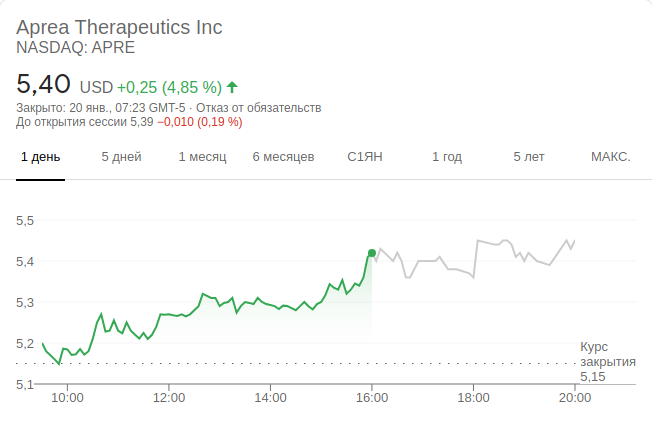 Aprea Therapeutics Inc
NASDAQ: APRE
5,40 USD +0,25 (4,85 %)
Закрыто: 20 янв., 07:23 GMT-5 · Отказ от обязательств
До открытия сессии 5,39 −0,010 (0,19 %)
1 день 5 дней 1 месяц 6 месяцев С1ЯН 1 год 5 лет МАКС.
5,5
5,4
5,3
5,2
5,1
Курс
закрытия
5,15
10:00 12:00 14:00 16:00 18:00 20:00